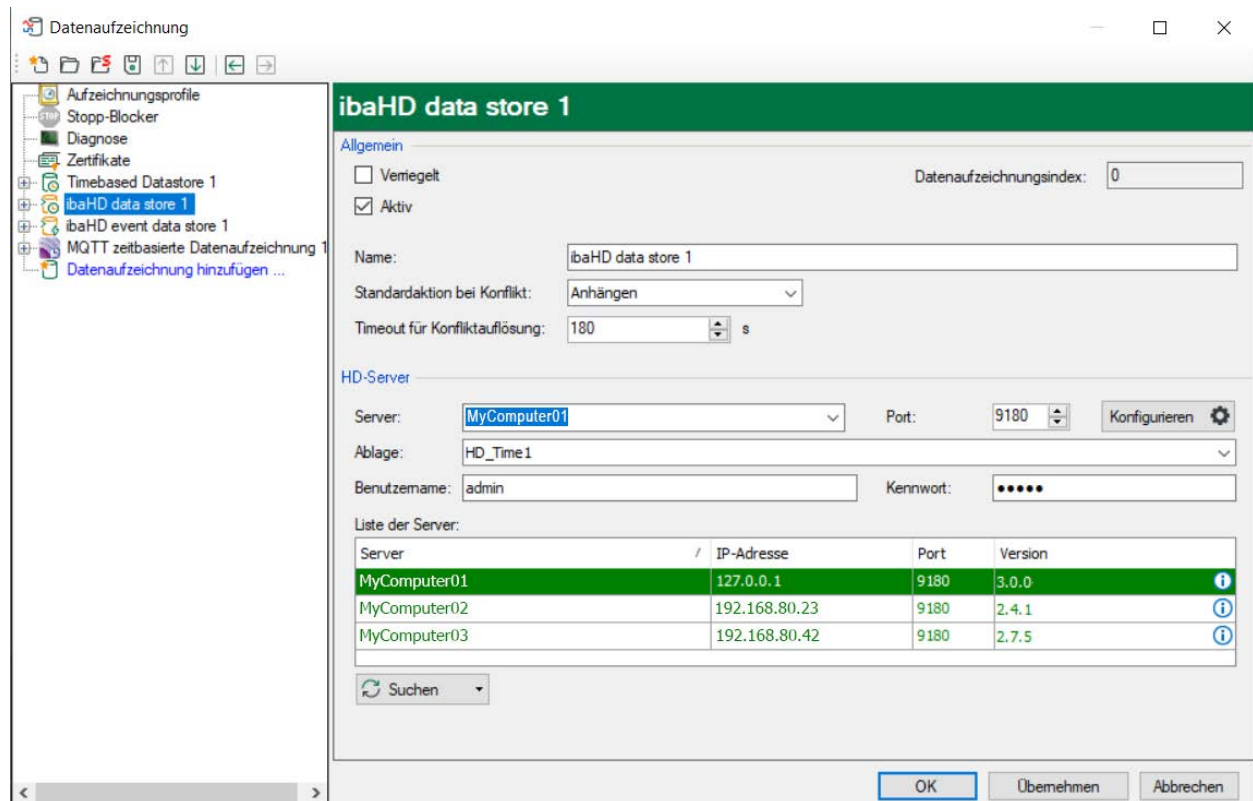 Datenaufzeichnung
Aufzeichnungsprofile
STOP Stopp-Blocker
Diagnose
Zertifikate
Timebased Datastore 1
ibaHD data store 1
ibaHD event data store 1
MQTT zeitbasierte Datenaufzeichnung 1
Datenaufzeichnung hinzufügen ...
ibaHD data store 1
Allgemein
Verriegelt Datenaufzeichnungsindex: 0
Aktiv
Name: ibaHD data store 1
Standardaktion bei Konflikt: Anhängen
Timeout für Konfliktauflösung: 180 s
HD-Server
Server: MyComputer01 Port: 9180 Konfigurieren
Ablage: HD_Time1
Benutzername: admin Kennwort: •••••
Liste der Server:
Server / IP-Adresse Port Version
MyComputer01 127.0.0.1 9180 3.0.0
MyComputer02 192.168.80.23 9180 2.4.1
MyComputer03 192.168.80.42 9180 2.7.5
Suchen
OK Übernehmen Abbrechen